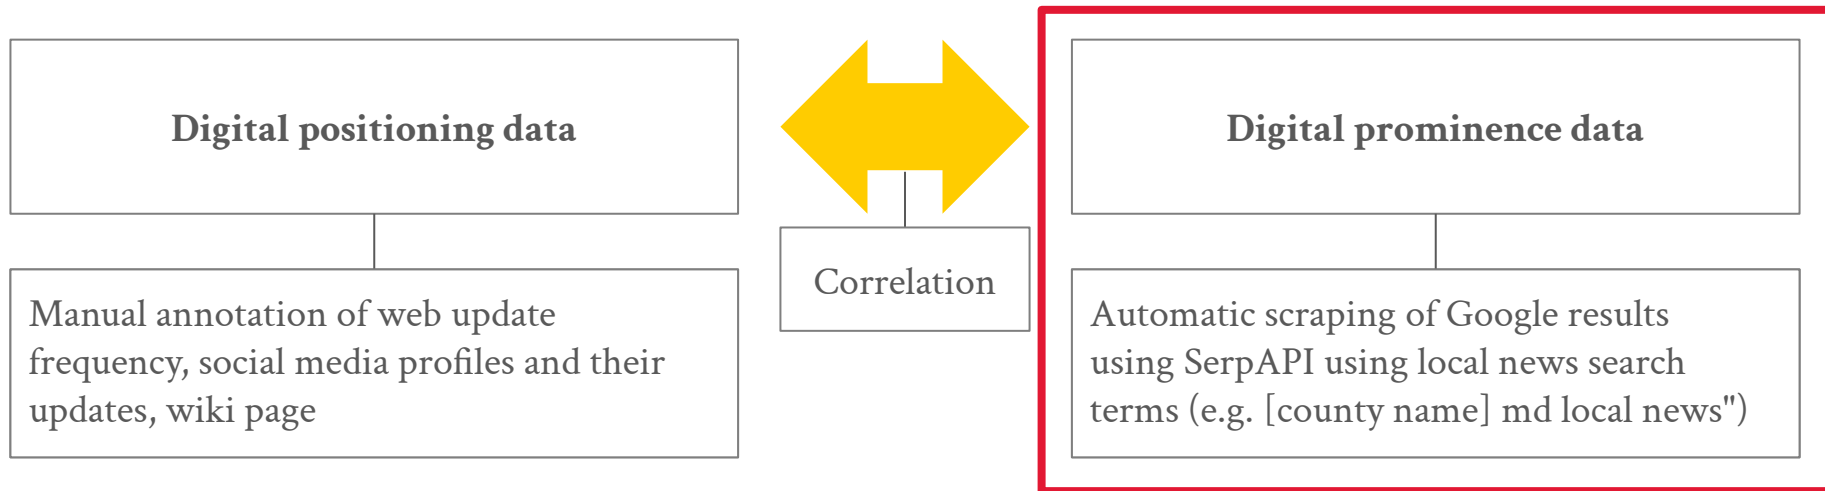 Digital positioning data
Manual annotation of web update
frequency, social media profiles and their
updates, wiki page
Correlation
Digital prominence data
Automatic scraping of Google results
using SerpAPI using local news search
terms (e.g. [county name] md local news")